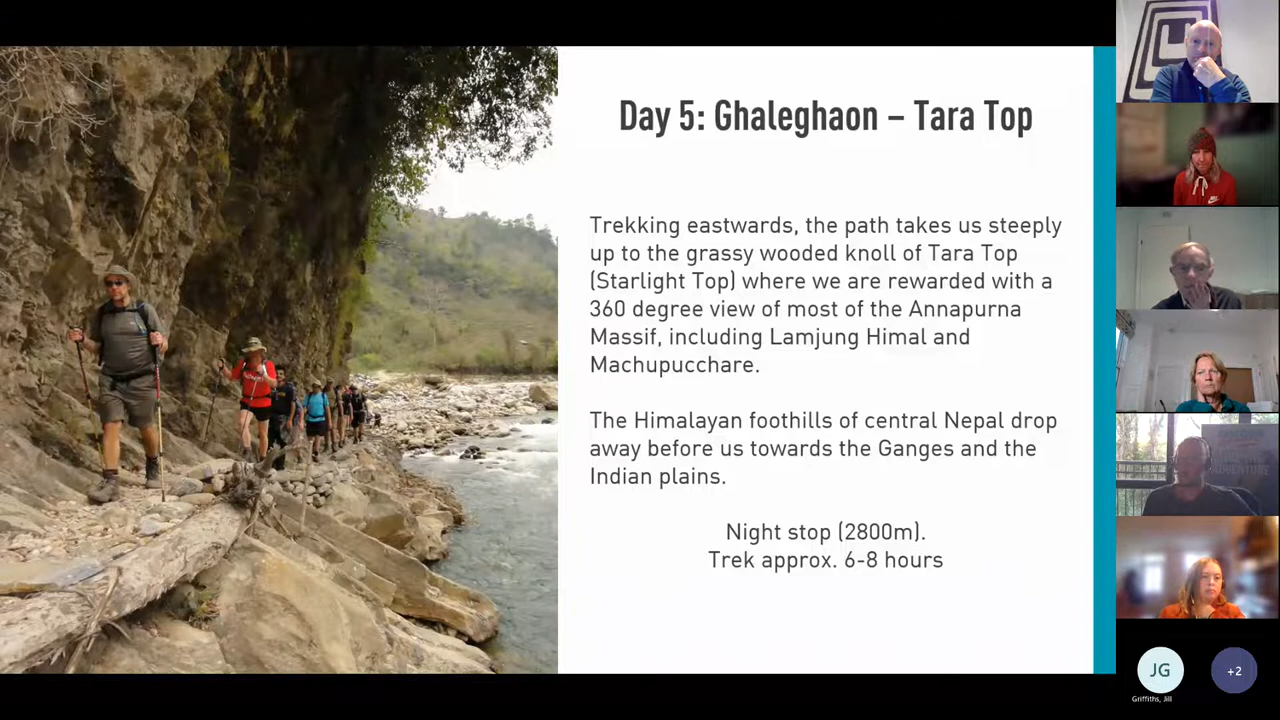 Day 5: Ghaleghaon – Tara Top
Trekking eastwards, the path takes us steeply
up to the grassy wooded knoll of Tara Top
(Starlight Top) where we are rewarded with a
360 degree view of most of the Annapurna
Massif, including Lamjung Himal and
Machupucchare.
The Himalayan foothills of central Nepal drop
away before us towards the Ganges and the
Indian plains.
Night stop (2800m).
Trek approx. 6-8 hours
JG
+2
Griffiths, Jill